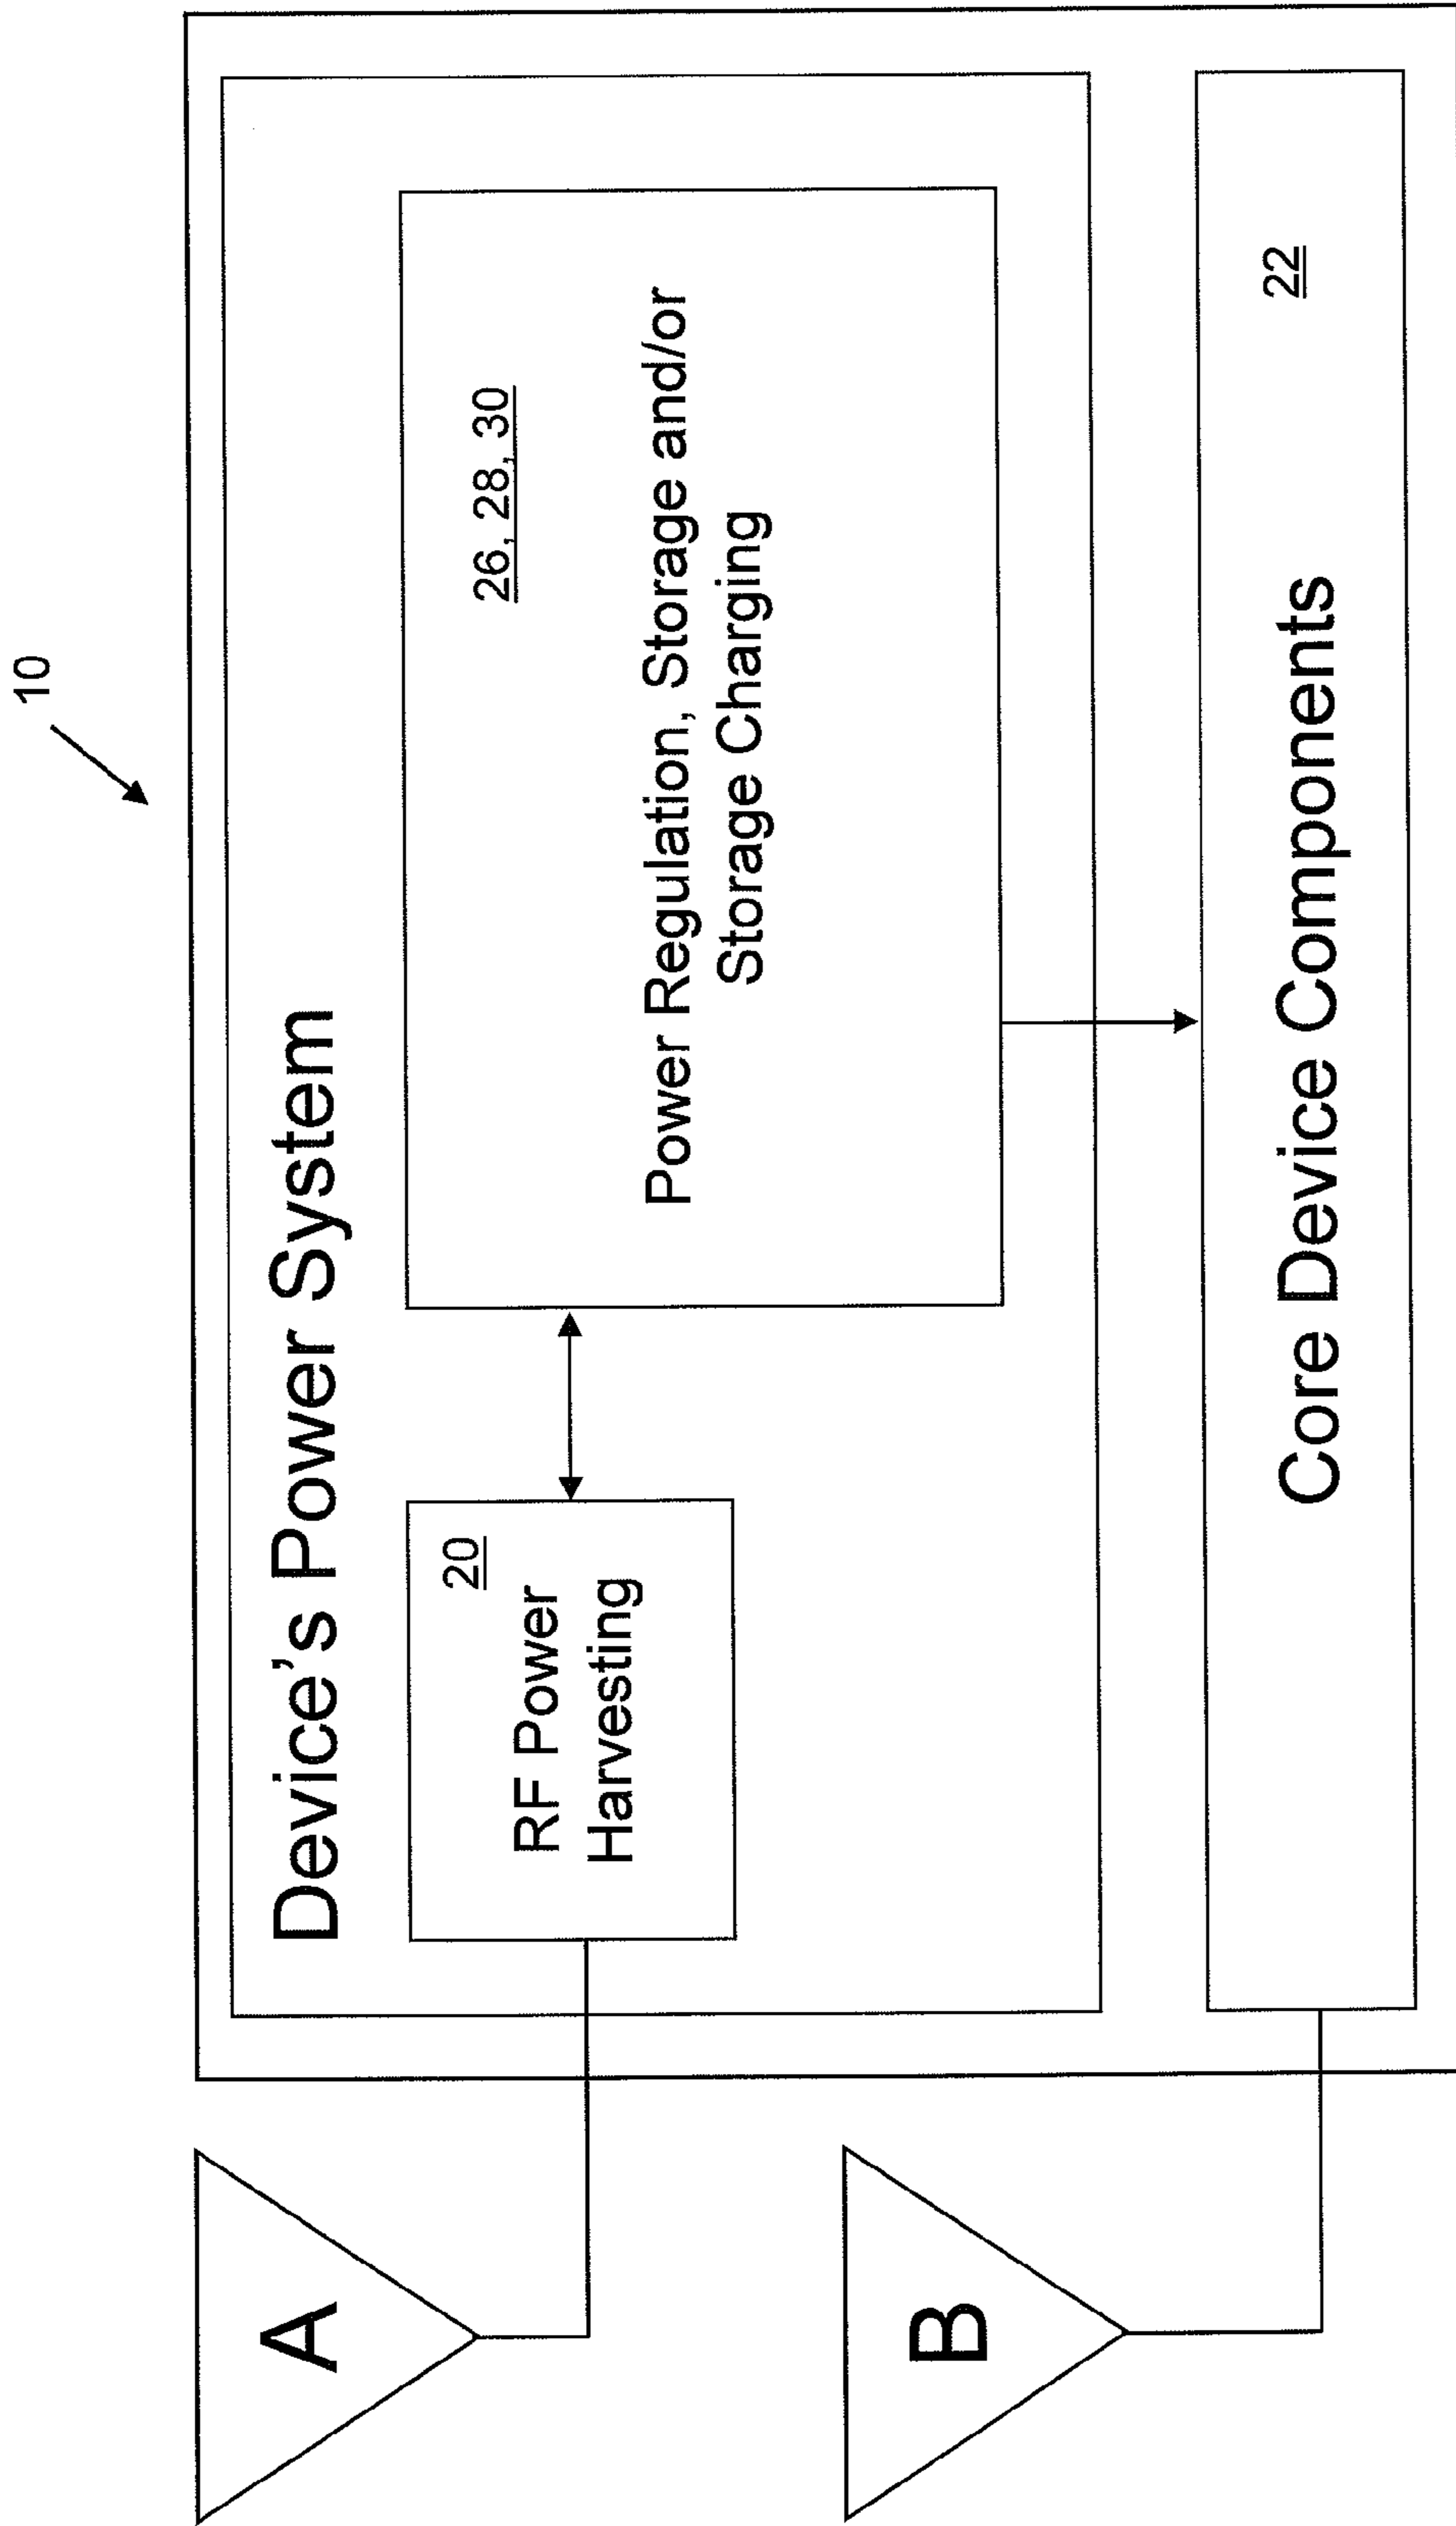 10
Device's Power System
A
20
RF Power
Harvesting
26, 28, 30
Power Regulation, Storage and/or
Storage Charging
B
22
Core Device Components